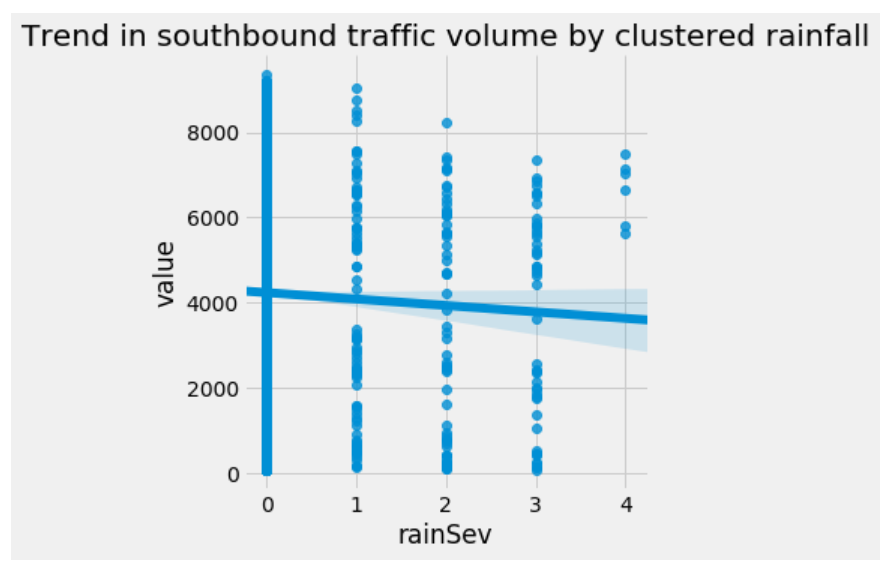 Trend in southbound traffic volume by clustered rainfall
8000
6000
4000
2000
0
value
0 1 2 3 4
rainSev